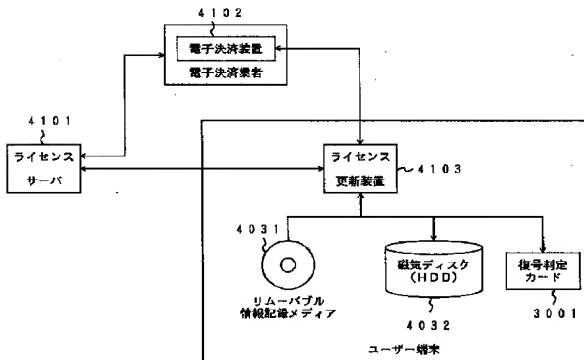 4102
電子決済装置
電子決済業者
4101
ライセンス
サーバ
ライセンス
更新装置
4103
4031
リムーバブル
情報記録メディア
磁気ディスク
(HDD)
4032
復号判定
カード
3001
ユーザー端末